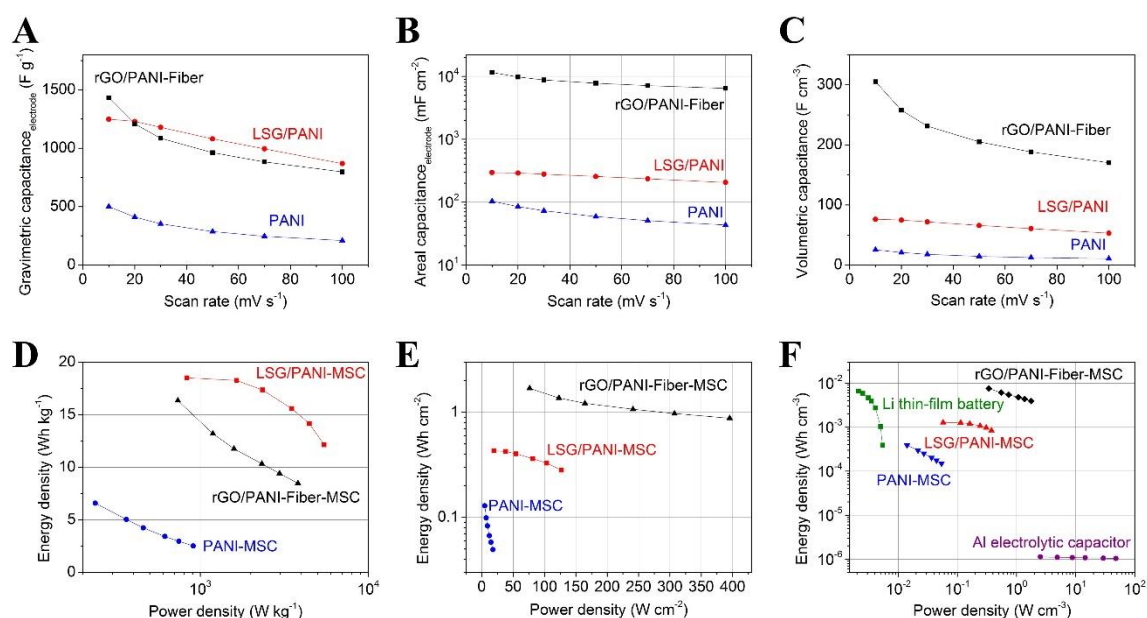 A
Gravimetric capacitance electrode (F g⁻¹)
1500
1000
500
0
rGO/PANI-Fiber
LSG/PANI
PANI
0 20 40 60 80 100
Scan rate (mV s⁻¹)
B
Areal capacitance electrode (mF cm⁻²)
10⁴
10³
10²
10¹
rGO/PANI-Fiber
LSG/PANI
PANI
0 20 40 60 80 100
Scan rate (mV s⁻¹)
C
Volumetric capacitance (F cm⁻³)
300
200
100
0
rGO/PANI-Fiber
LSG/PANI
PANI
0 20 40 60 80 100
Scan rate (mV s⁻¹)
D
Energy density (Wh kg⁻¹)
20
15
10
5
0
LSG/PANI-MSC
rGO/PANI-Fiber-MSC
PANI-MSC
10³ 10⁴
Power density (W kg⁻¹)
E
Energy density (Wh cm⁻²)
1
0.1
rGO/PANI-Fiber-MSC
LSG/PANI-MSC
PANI-MSC
0 50 100 150 200 250 300 350 400
Power density (W cm⁻²)
F
Energy density (Wh cm⁻³)
10⁻²
10⁻³
10⁻⁴
10⁻⁵
10⁻⁶
rGO/PANI-Fiber-MSC
Li thin-film battery
LSG/PANI-MSC
PANI-MSC
Al electrolytic capacitor
10⁻² 10⁻¹ 10⁰ 10¹ 10²
Power density (W cm⁻³)